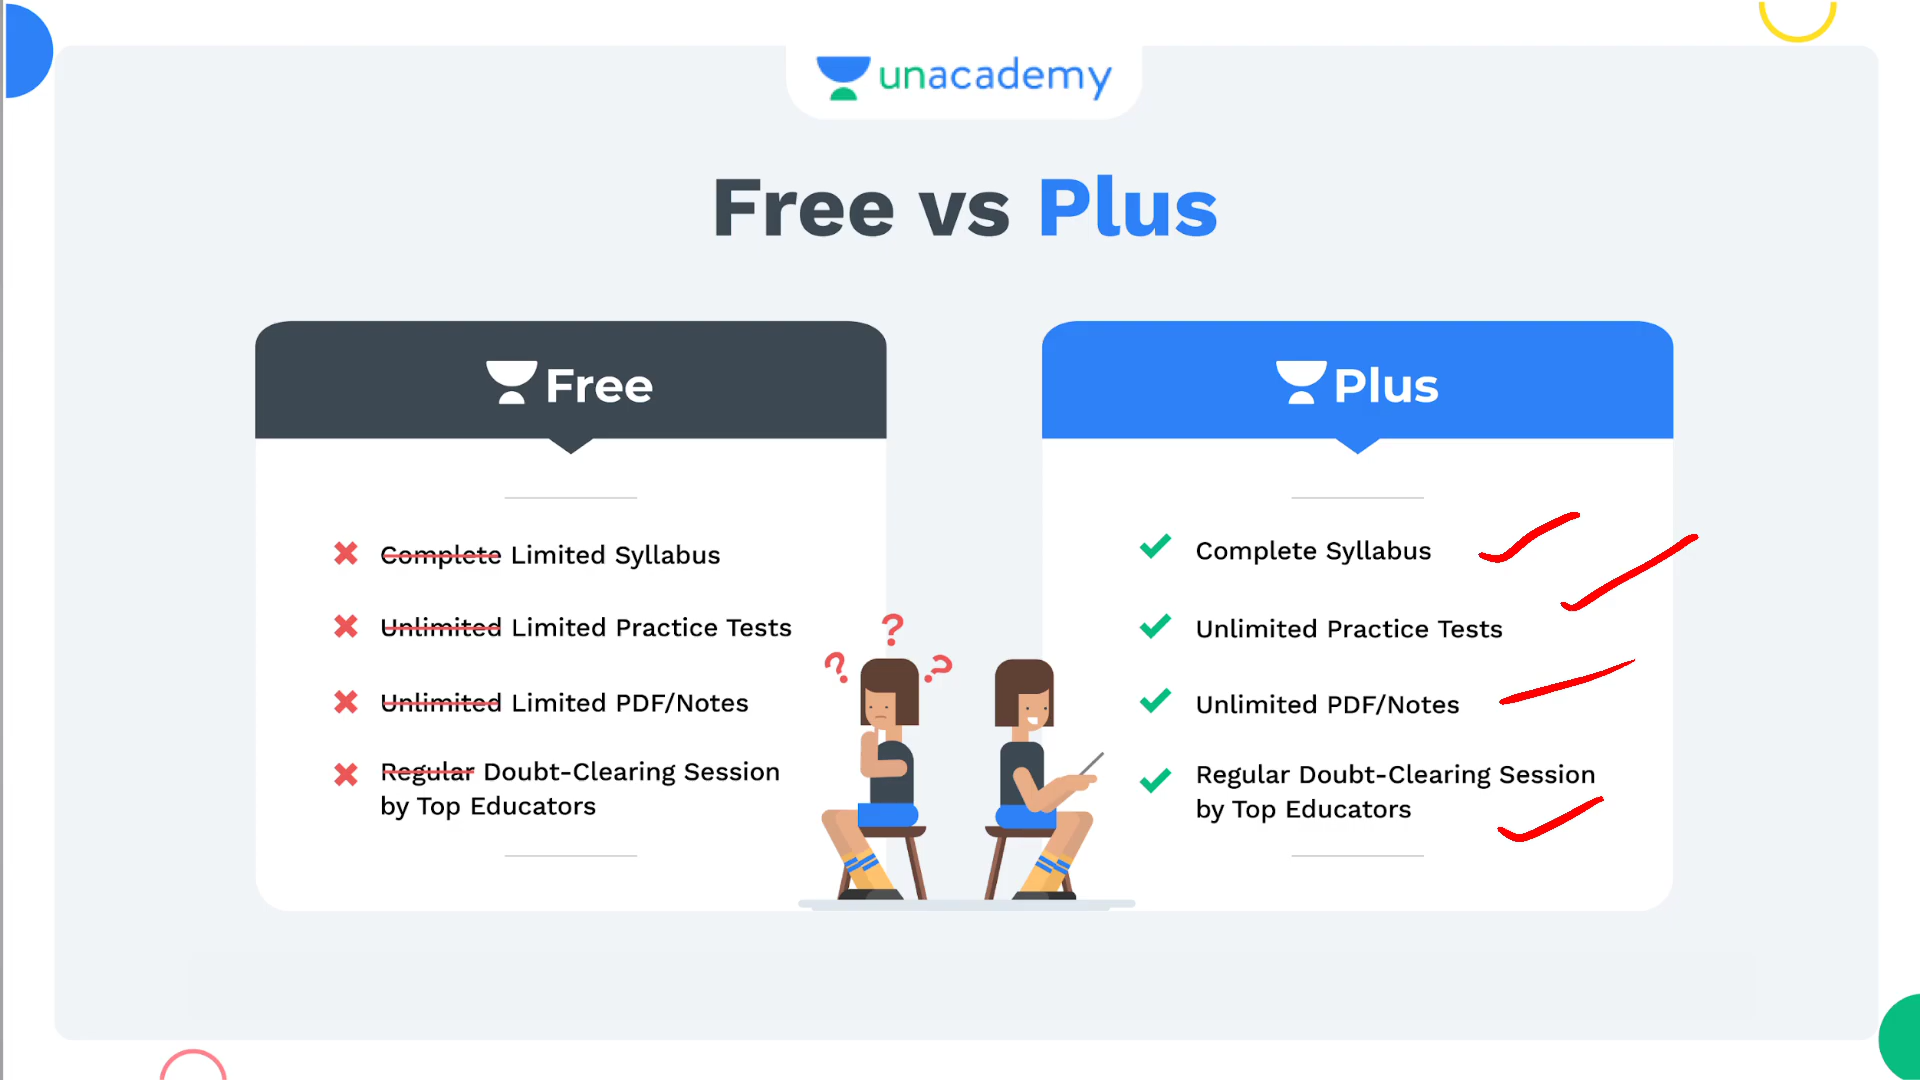 unacademy
Free vs Plus
Free
Complete Limited Syllabus
Unlimited Limited Practice Tests
Unlimited Limited PDF/Notes
Regular Doubt-Clearing Session
by Top Educators
? ? ?
Plus
Complete Syllabus
Unlimited Practice Tests
Unlimited PDF/Notes
Regular Doubt-Clearing Session
by Top Educators